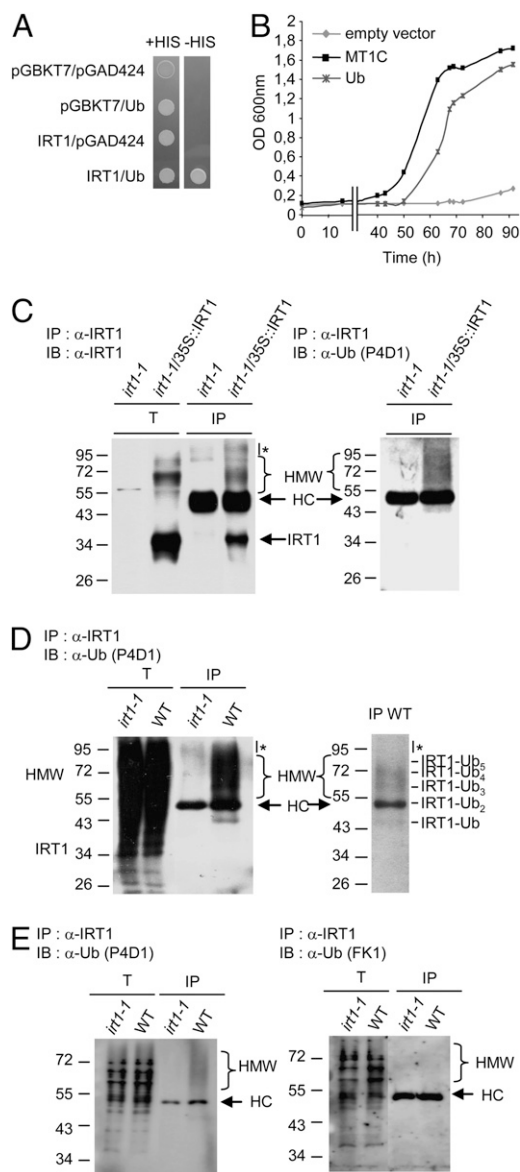 A
+HIS -HIS
pGBKT7/pGAD424
pGBKT7/Ub
IRT1/pGAD424
IRT1/Ub
B
empty vector
MT1C
Ub
OD 600nm
1,8
1,6
1,4
1,2
1
0,8
0,6
0,4
0,2
0
0 30 40 50 60 70 80 90
Time (h)
C
IP : α-IRT1
IB : α-IRT1
irt1-1
irt1-1/35S::IRT1
irt1-1
irt1-1/35S::IRT1
T
IP
95
72
55
43
34
26
*
HMW
HC
IRT1
IP : α-IRT1
IB : α-Ub (P4D1)
irt1-1
irt1-1/35S::IRT1
IP
95
72
55
43
34
26
D
IP : α-IRT1
IB : α-Ub (P4D1)
T
IP
irt1-1
WT
irt1-1
WT
HMW
IRT1
95
72
55
43
34
26
*
HMW
HC
IP WT
95
72
55
43
34
26
*
IRT1-Ub5
IRT1-Ub4
IRT1-Ub3
IRT1-Ub2
IRT1-Ub
E
IP : α-IRT1
IB : α-Ub (P4D1)
T
IP
irt1-1
WT
irt1-1
WT
72
55
43
34
HMW
HC
IP : α-IRT1
IB : α-Ub (FK1)
T
IP
irt1-1
WT
irt1-1
WT
72
55
43
34
HMW
HC